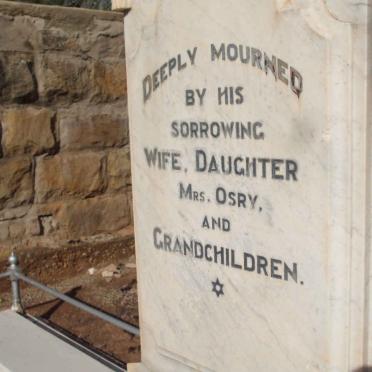 DEEPLY MOURNED
BY HIS
SORROWING
WIFE, DAUGHTER
MRS. OSRY,
AND
GRANDCHILDREN.